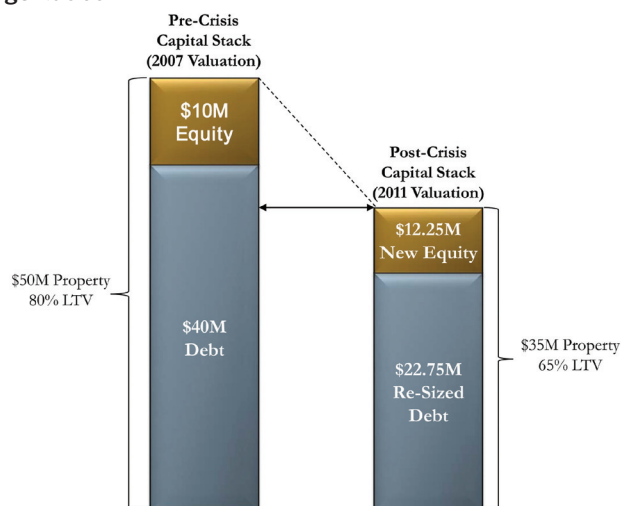 Pre-Crisis
Capital Stack
(2007 Valuation)
$10M
Equity
Post-Crisis
Capital Stack
(2011 Valuation)
$12.25M
New Equity
$50M Property
80% LTV
$40M
Debt
$35M Property
65% LTV
$22.75M
Re-Sized
Debt